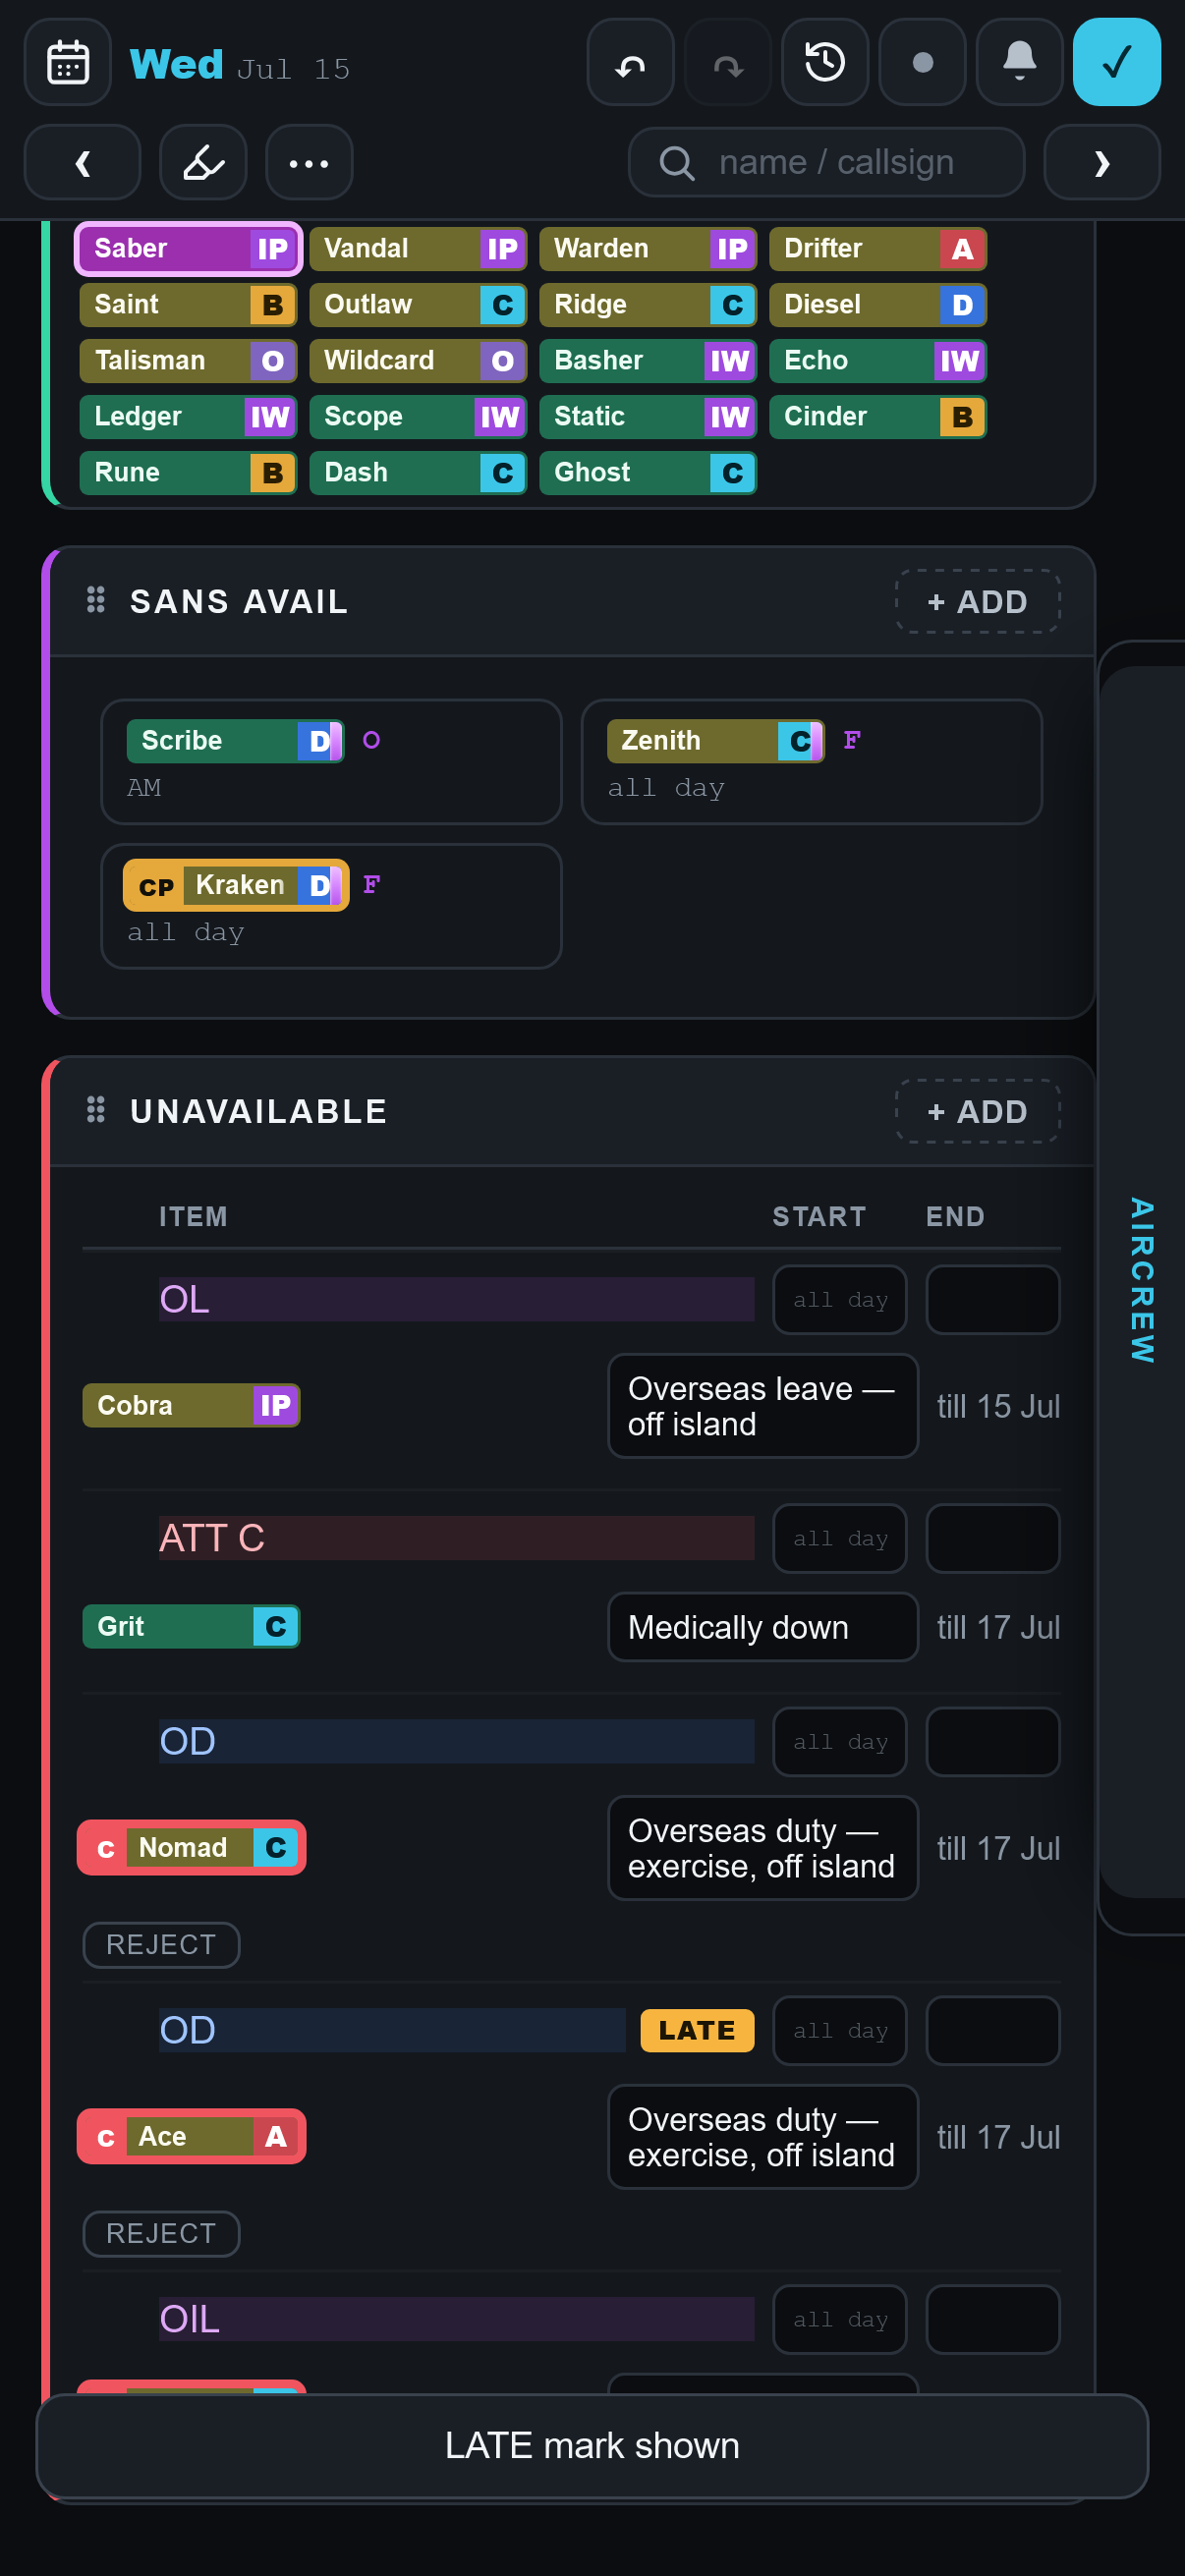 Wed Jul 15
name / callsign
Saber IP Vandal IP Warden IP Drifter A
Saint B Outlaw C Ridge C Diesel D
Talisman O Wildcard O Basher IW Echo IW
Ledger IW Scope IW Static IW Cinder B
Rune B Dash C Ghost C
SANS AVAIL + ADD
Scribe D O Zenith C F
AM all day
CP Kraken D F
all day
UNAVAILABLE + ADD
ITEM START END
OL all day
Cobra IP Overseas leave — till 15 Jul
off island
ATT C all day
Grit C Medically down till 17 Jul
OD all day
C Nomad C Overseas duty — till 17 Jul
exercise, off island
REJECT
OD LATE all day
C Ace A Overseas duty — till 17 Jul
exercise, off island
REJECT
OIL all day
LATE mark shown
AIRCREW